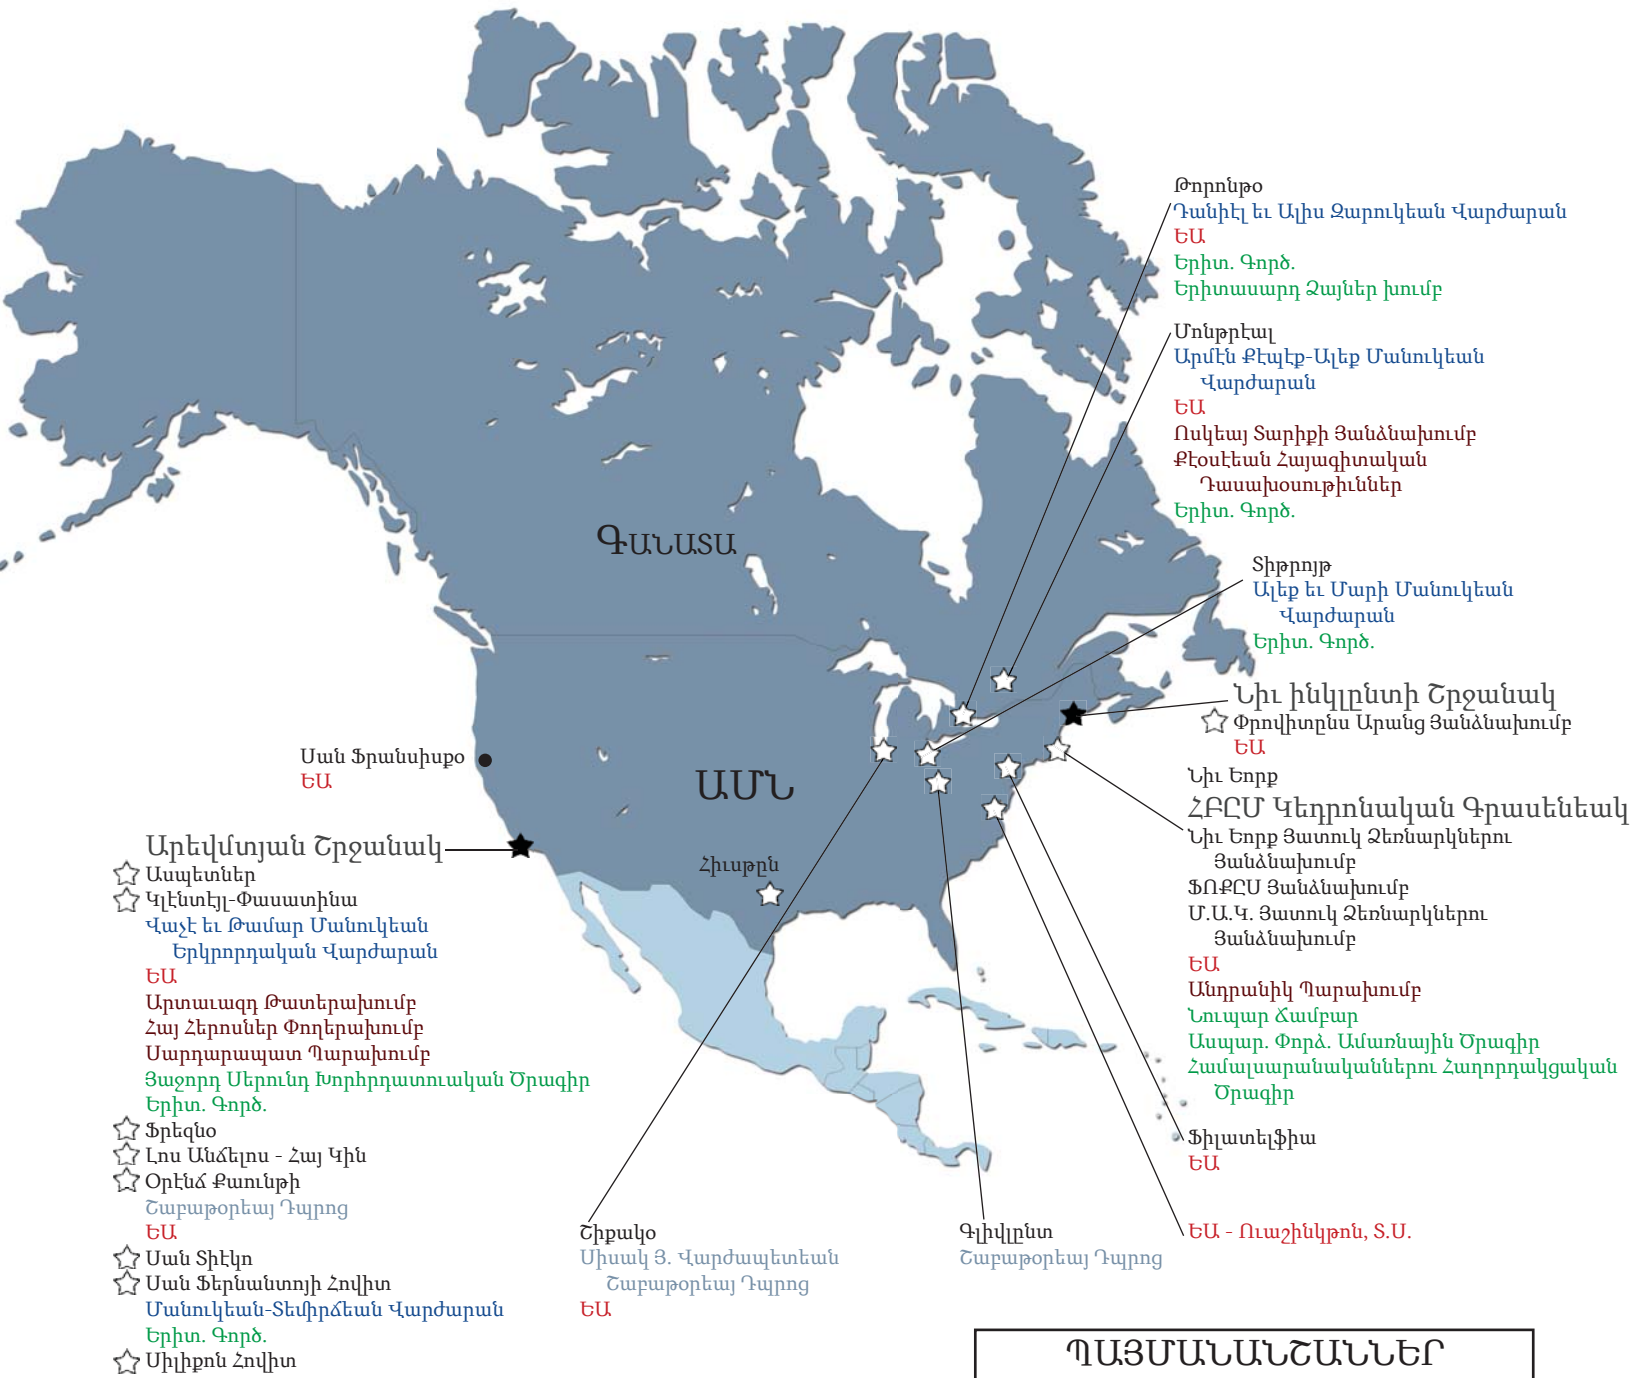 Թորոնթօ
Դանիէլ եւ Ալիս Զարուկեան Վարժարան
ԵԱ
Երիտ. Գործ.
Երիտասարդ Ձայներ խումբ
Մոնթրէալ
Արմէն Քէպէք-Ալեք Մանուկեան
Վարժարան
ԵԱ
Ոսկեայ Տարիքի Յանձնախումբ
Քէօսէեան Հայագիտական
Դասախօսութիւններ
Երիտ. Գործ.
ԳԱՆԱՏԱ
Տիթրոյթ
Ալեք եւ Մարի Մանուկեան
Վարժարան
Երիտ. Գործ.
Նիւ ինկլընտի Շրջանակ
Փրովիտընս Արանց Յանձնախումբ
ԵԱ
Սան Ֆրանսիսքօ
ԵԱ
ԱՄՆ
Հիւսթըն
Նիւ Եորք
ՀԲԸՄ Կեդրոնական Գրասենեակ
Նիւ Եորք Յատուկ Ձեռնարկներու
Յանձնախումբ
ՖՈՔԸՍ Յանձնախումբ
Մ.Ա.Կ. Յատուկ Ձեռնարկներու
Յանձնախումբ
ԵԱ
Անդրանիկ Պարախումբ
Նուպար Ճամբար
Ասպար. Փորձ. Ամառնային Ծրագիր
Համալսարանականներու Հաղորդակցական
Ծրագիր
Ֆիլատելֆիա
ԵԱ
ԵԱ - Ուաշինկթոն, Տ.Ս.
Արեվմտյան Շրջանակ
Ասպետներ
Կլէնտէյլ-Փասատինա
Վաչէ եւ Թամար Մանուկեան
Երկրորդական Վարժարան
ԵԱ
Արտաւազդ Թատերախումբ
Հայ Հերոսներ Փողերախումբ
Սարդարապատ Պարախումբ
Յաջորդ Սերունդ Խորհրդատուական Ծրագիր
Երիտ. Գործ.
Ֆրեզնօ
Լոս Անճելոս - Հայ Կին
Օրէնճ Քաունթի
Շաբաթօրեայ Դպրոց
ԵԱ
Սան Տիէկո
Սան Ֆերնանտոյի Հովիտ
Մանուկեան-Տեմիրճեան Վարժարան
Երիտ. Գործ.
Սիլիքոն Հովիտ
Շիքակօ
Սիսակ Յ. Վարժապետեան
Շաբաթօրեայ Դպրոց
ԵԱ
Գլիվլընտ
Շաբաթօրեայ Դպրոց
ՊԱՅՄԱՆԱՆՇԱՆՆԵՐ